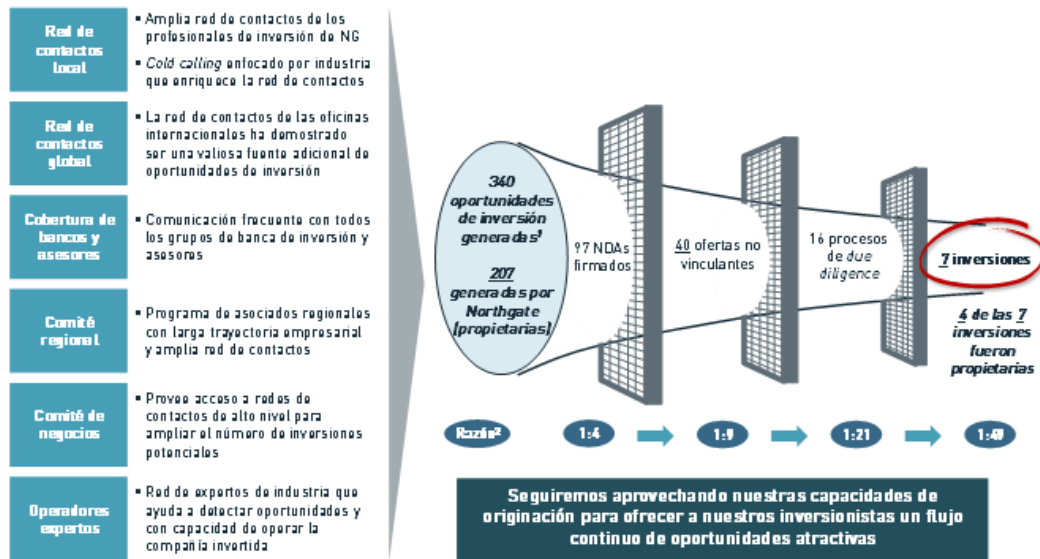 Red de
contactos
local
▪ Amplia red de contactos de los
profesionales de inversión de NG
▪ Cold calling enfocado por industria
que enriquece la red de contactos
Red de
contactos
global
▪ La red de contactos de las oficinas
internacionales ha demostrado
ser una valiosa fuente adicional de
oportunidades de inversión
Cobertura de
bancos y
asesores
▪ Comunicación frecuente con todos
los grupos de banca de inversión y
asesores
Comité
regional
▪ Programa de asociados regionales
con larga trayectoria empresarial
y amplia red de contactos
Comité de
negocios
▪ Provee acceso a redes de
contactos de alto nivel para
ampliar el número de inversiones
potenciales
Operadores
expertos
▪ Red de expertos de industria que
ayuda a detectar oportunidades y
con capacidad de operar la
compañía invertida
340
oportunidades
de inversión
generadas¹
207
generadas por
Northgate
(propietarias)
97 NDAs
firmados
40 ofertas no
vinculantes
16 procesos
de due
diligence
7 inversiones
4 de las 7
inversiones
fueron
propietarias
Razón² 1:4 1:9 1:21 1:49
Seguiremos aprovechando nuestras capacidades de
originación para ofrecer a nuestros inversionistas un flujo
continuo de oportunidades atractivas